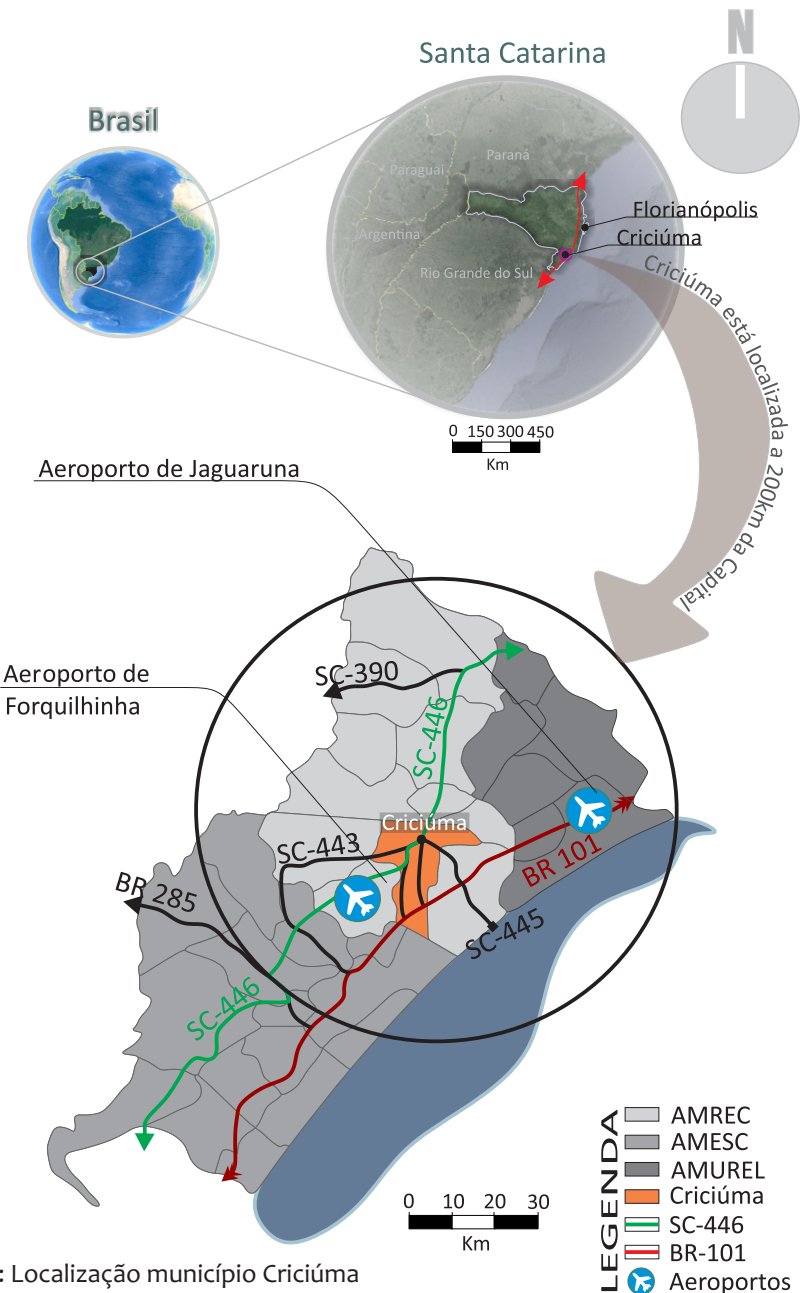 N
Santa Catarina
Brasil
Paraná
Paraguai
Argentina
Rio Grande do Sul
Florianópolis
Criciúma
Criciúma está localizada a 200km da Capital
0 150 300 450
Km
Aeroporto de Jaguaruna
Aeroporto de
Forquilhinha
SC-390
SC-446
Criciúma
SC-443
BR 101
BR 285
SC-445
SC-446
LEGENDA
AMREC
AMESC
AMUREL
Criciúma
SC-446
BR-101
Aeroportos
0 10 20 30
Km
: Localização município Criciúma